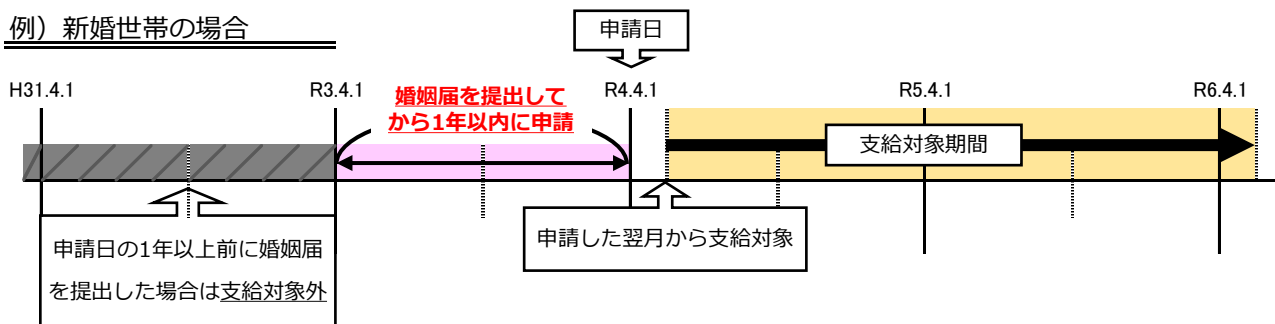 例）新婚世帯の場合
申請日
H31.4.1
R3.4.1
婚姻届を提出して
から1年以内に申請
R4.4.1
R5.4.1
R6.4.1
支給対象期間
申請日の1年以上前に婚姻届
を提出した場合は支給対象外
申請した翌月から支給対象